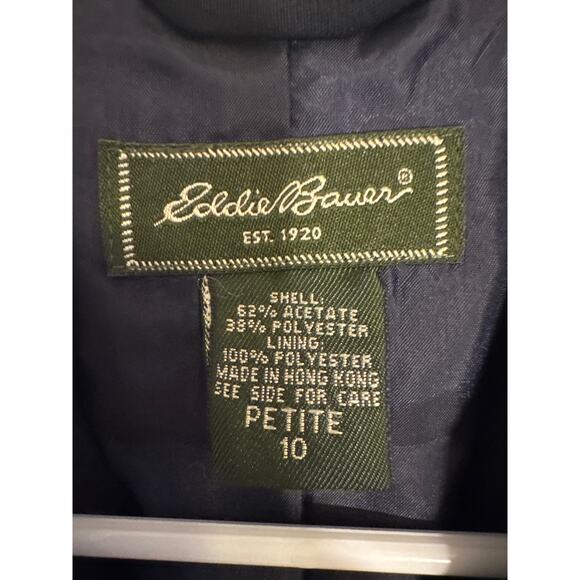 Eddie Bauer®
EST. 1920
SHELL:
62% ACETATE
38% POLYESTER
LINING:
100% POLYESTER
MADE IN HONG KONG
SEE SIDE FOR CARE
PETITE
10